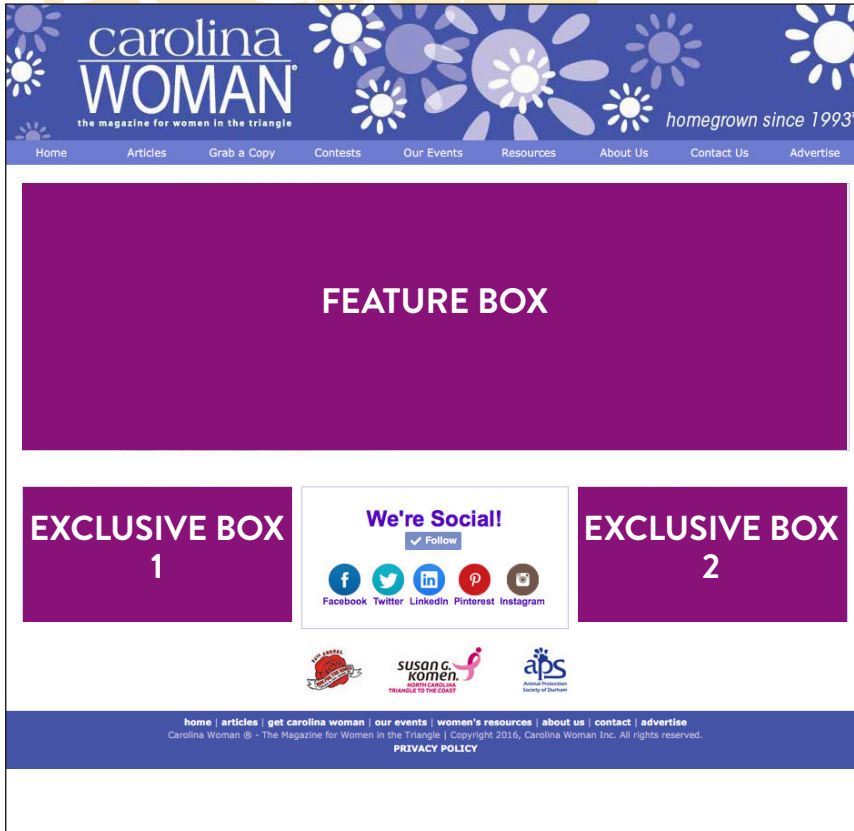 carolina
WOMAN®
the magazine for women in the triangle
homegrown since 1993
Home Articles Grab a Copy Contests Our Events Resources About Us Contact Us Advertise
FEATURE BOX
EXCLUSIVE BOX
1
We're Social!
Follow
Facebook Twitter LinkedIn Pinterest Instagram
EXCLUSIVE BOX
2
susan g.
komen.
NORTH CAROLINA
TRIANGLE TO THE COAST
aps
Animal Protection
Society of Durham
home | articles | get carolina woman | our events | women's resources | about us | contact | advertise
Carolina Woman ® - The Magazine for Women in the Triangle | Copyright 2016, Carolina Woman Inc. All rights reserved.
PRIVACY POLICY